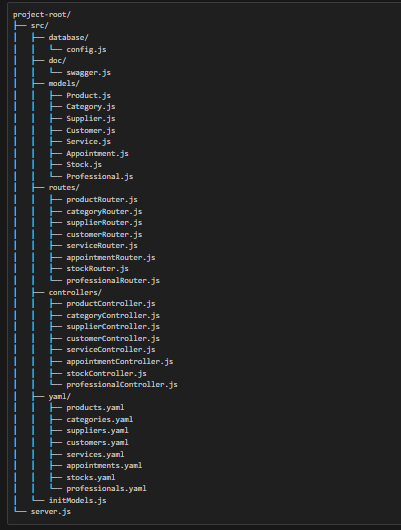 project-root/
├── src/
│   ├── database/
│   │   └── config.js
│   ├── doc/
│   │   └── swagger.js
│   ├── models/
│   │   ├── Product.js
│   │   ├── Category.js
│   │   ├── Supplier.js
│   │   ├── Customer.js
│   │   ├── Service.js
│   │   ├── Appointment.js
│   │   ├── Stock.js
│   │   └── Professional.js
│   ├── routes/
│   │   ├── productRouter.js
│   │   ├── categoryRouter.js
│   │   ├── supplierRouter.js
│   │   ├── customerRouter.js
│   │   ├── serviceRouter.js
│   │   ├── appointmentRouter.js
│   │   ├── stockRouter.js
│   │   └── professionalRouter.js
│   ├── controllers/
│   │   ├── productController.js
│   │   ├── categoryController.js
│   │   ├── supplierController.js
│   │   ├── customerController.js
│   │   ├── serviceController.js
│   │   ├── appointmentController.js
│   │   ├── stockController.js
│   │   └── professionalController.js
│   ├── yaml/
│   │   ├── products.yaml
│   │   ├── categories.yaml
│   │   ├── suppliers.yaml
│   │   ├── customers.yaml
│   │   ├── services.yaml
│   │   ├── appointments.yaml
│   │   ├── stocks.yaml
│   │   └── professionals.yaml
│   └── initModels.js
└── server.js